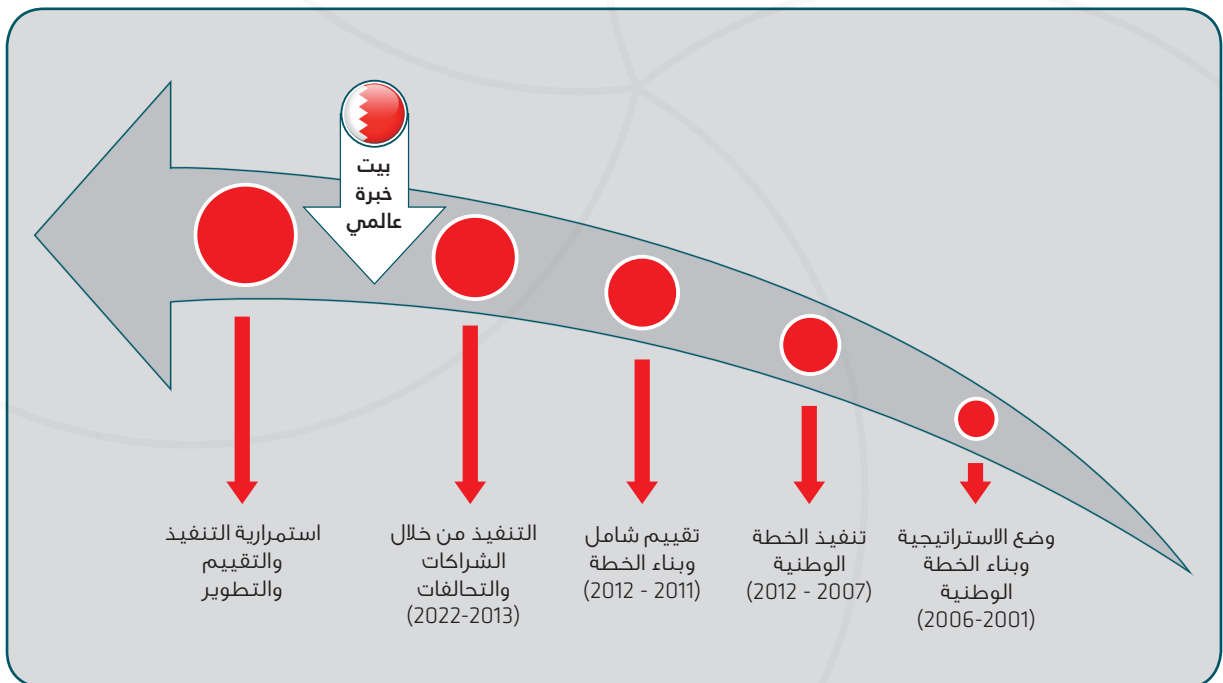 بيت
خبرة
عالمي
وضع الاستراتيجية
وبناء الخطة
الوطنية
(2006-2001)
تنفيذ الخطة
الوطنية
(2012 - 2007)
تقييم شامل
وبناء الخطة
(2012 - 2011)
التنفيذ من خلال
الشراكات
والتحالفات
(2022-2013)
استمرارية التنفيذ
والتقييم
والتطوير